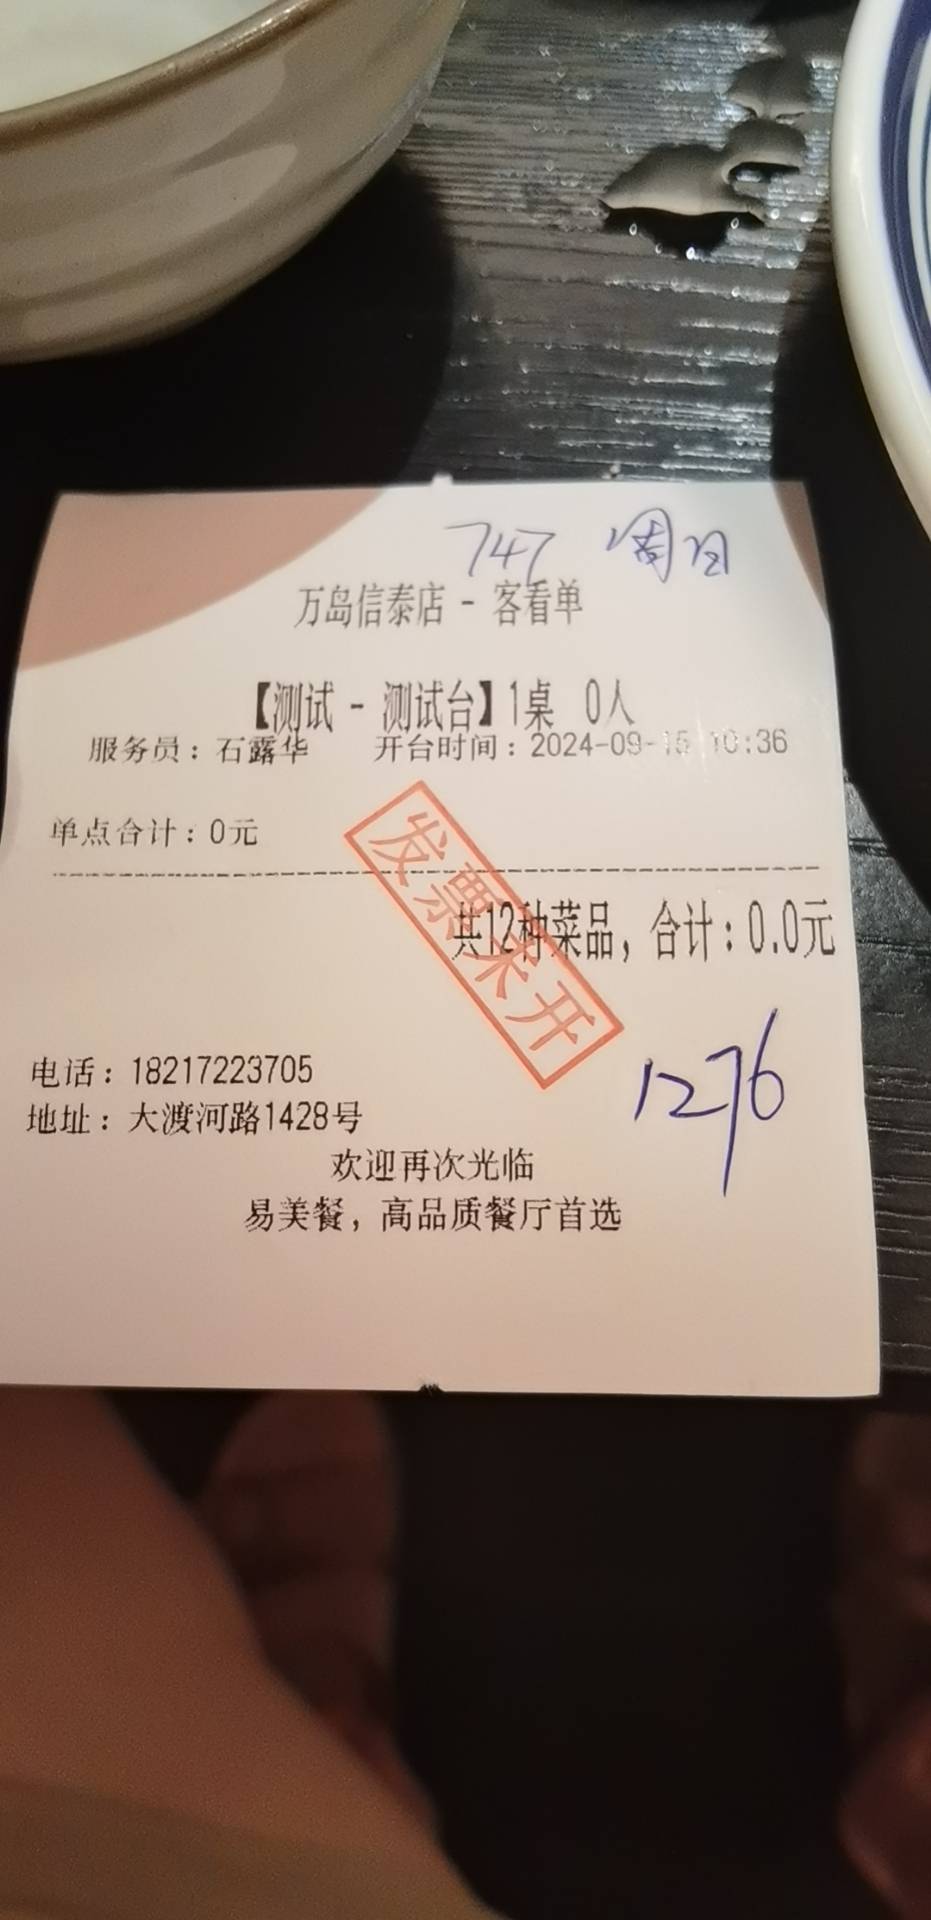 747 周日
万岛信泰店 - 客看单
【测试 - 测试台】1桌 0人
服务员：石露华 开台时间：2024-09-15 10:36
单点合计：0元
共12种菜品，合计：0.0元
发票未开
1276
电话：18217223705
地址：大渡河路1428号
欢迎再次光临
易美餐，高品质餐厅首选